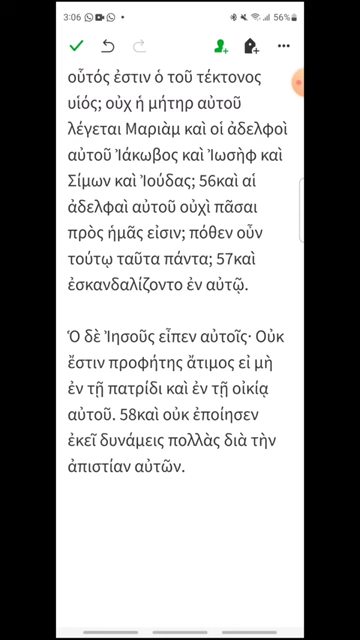 3:06
56%
οὗτός ἐστιν ὁ τοῦ τέκτονος
υἱός; οὐχ ἡ μήτηρ αὐτοῦ
λέγεται Μαριὰμ καὶ οἱ ἀδελφοὶ
αὐτοῦ Ἰάκωβος καὶ Ἰωσὴφ καὶ
Σίμων καὶ Ἰούδας; 56καὶ αἱ
ἀδελφαὶ αὐτοῦ οὐχὶ πᾶσαι
πρὸς ἡμᾶς εἰσιν; πόθεν οὖν
τούτῳ ταῦτα πάντα; 57καὶ
ἐσκανδαλίζοντο ἐν αὐτῷ.
Ὁ δὲ Ἰησοῦς εἶπεν αὐτοῖς· Οὐκ
ἔστιν προφήτης ἄτιμος εἰ μὴ
ἐν τῇ πατρίδι καὶ ἐν τῇ οἰκίᾳ
αὐτοῦ. 58καὶ οὐκ ἐποίησεν
ἐκεῖ δυνάμεις πολλὰς διὰ τὴν
ἀπιστίαν αὐτῶν.